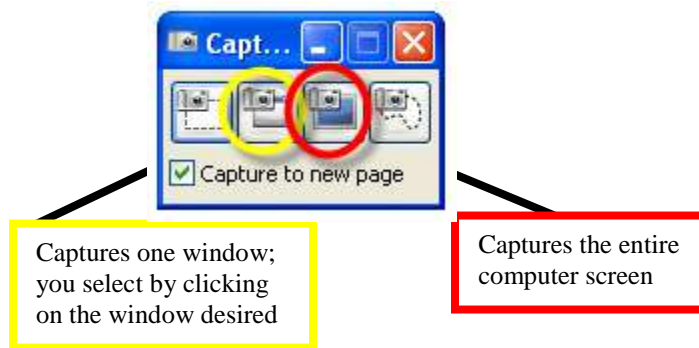 Capt...
Capture to new page
Captures one window;
you select by clicking
on the window desired
Captures the entire
computer screen